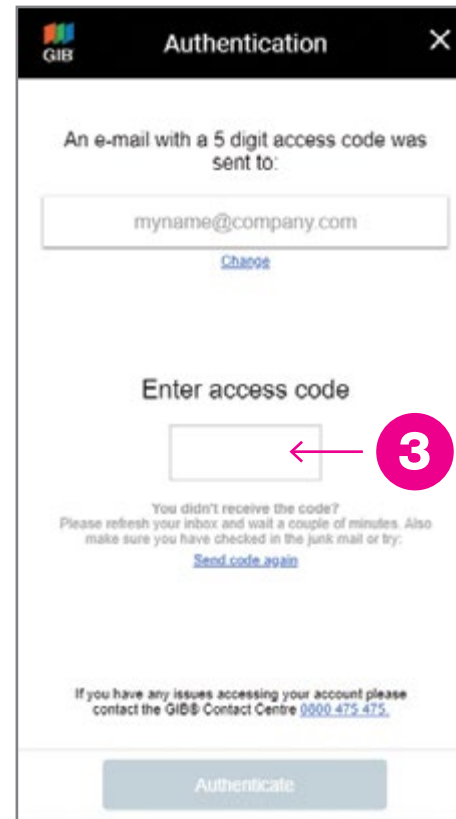 GIB
Authentication
An e-mail with a 5 digit access code was
sent to:
myname@company.com
Change
Enter access code
3
You didn't receive the code?
Please refresh your inbox and wait a couple of minutes. Also
make sure you have checked in the junk mail or try:
Send code again
If you have any issues accessing your account please
contact the GIB® Contact Centre 0800 475 475.
Authenticate